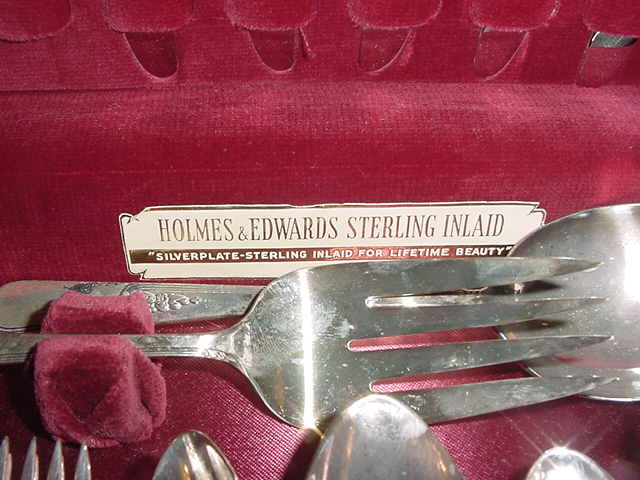 HOLMES & EDWARDS STERLING INLAID
"SILVERPLATE-STERLING INLAID FOR LIFETIME BEAUTY"